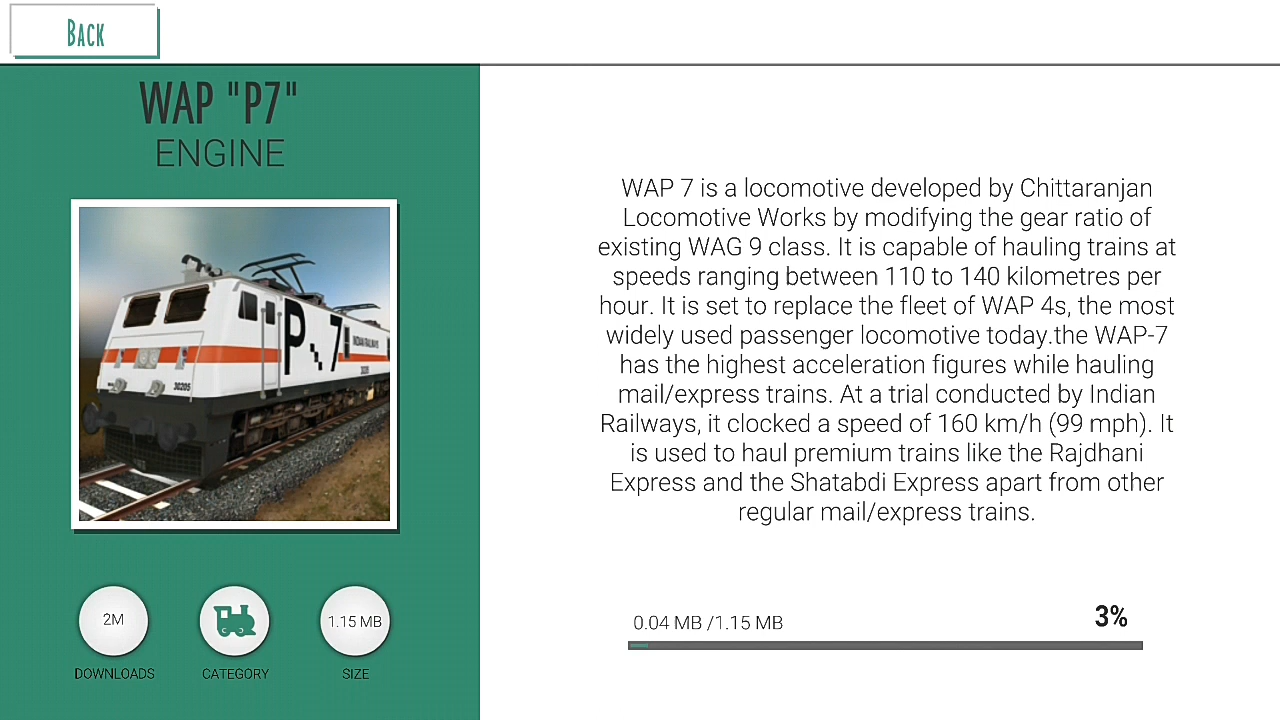 Back
WAP "P7"
ENGINE
P 7
INDIAN RAILWAYS
30205
30205
2M
1.15 MB
DOWNLOADS
CATEGORY
SIZE
WAP 7 is a locomotive developed by Chittaranjan
Locomotive Works by modifying the gear ratio of
existing WAG 9 class. It is capable of hauling trains at
speeds ranging between 110 to 140 kilometres per
hour. It is set to replace the fleet of WAP 4s, the most
widely used passenger locomotive today.the WAP-7
has the highest acceleration figures while hauling
mail/express trains. At a trial conducted by Indian
Railways, it clocked a speed of 160 km/h (99 mph). It
is used to haul premium trains like the Rajdhani
Express and the Shatabdi Express apart from other
regular mail/express trains.
0.04 MB /1.15 MB
3%